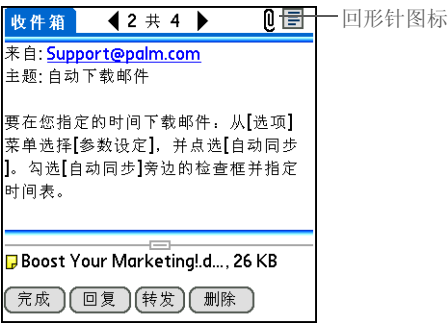 收件箱 2 共 4 回形针图标
来自: Support@palm.com
主题: 自动下载邮件
要在您指定的时间下载邮件：从[选项]
菜单选择[参数设定]，并点选[自动同步
]。勾选[自动同步]旁边的检查框并指定
时间表。
Boost Your Marketing!.d..., 26 KB
完成 回复 转发 删除